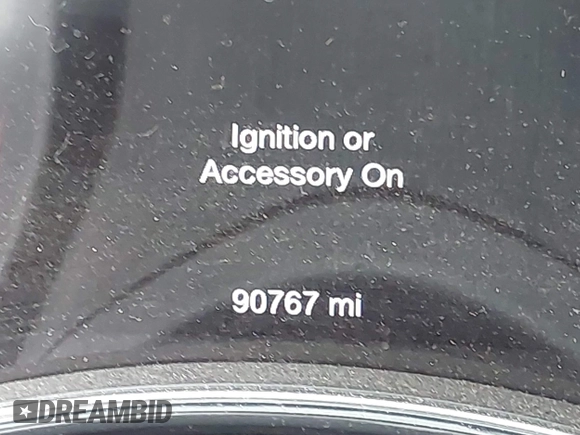 Ignition or
Accessory On
90767 mi
DREAMBID